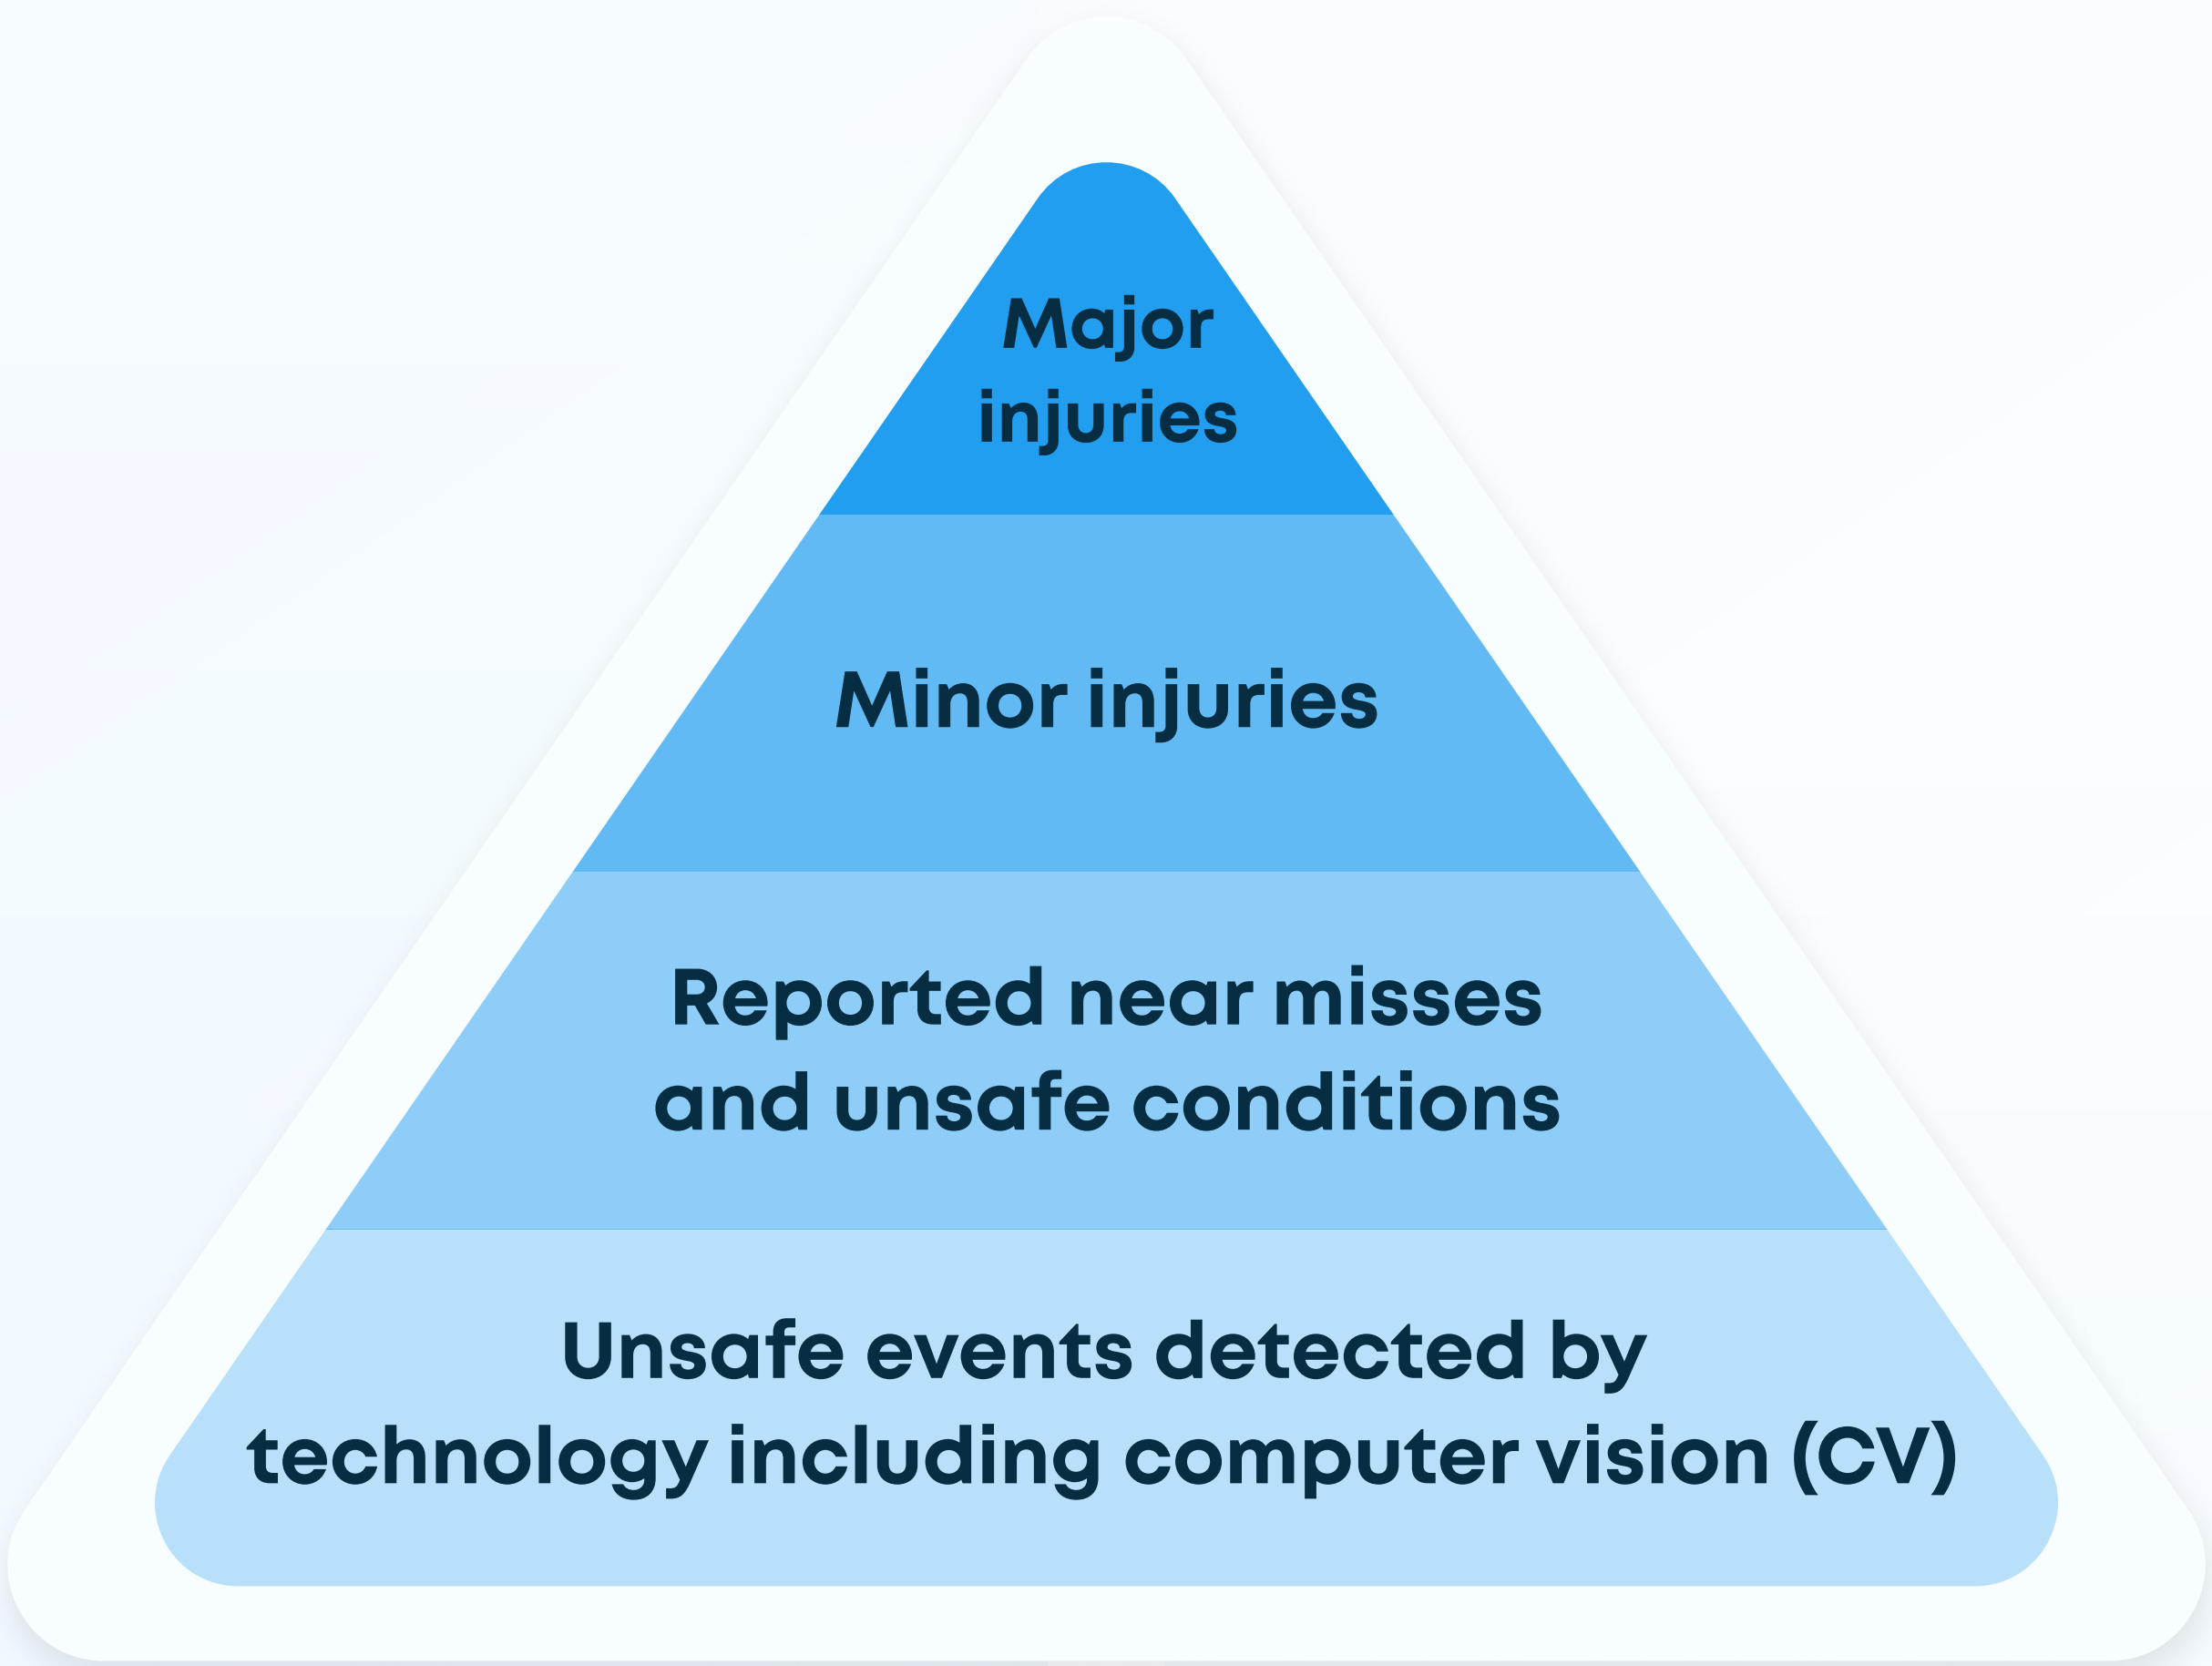 Major
injuries
Minor injuries
Reported near misses
and unsafe conditions
Unsafe events detected by
technology including computer vision (CV)